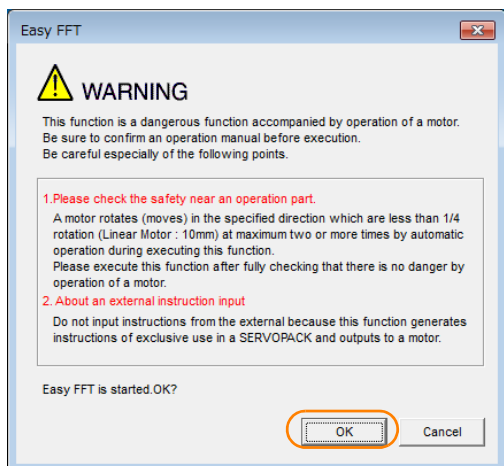 Easy FFT
WARNING
This function is a dangerous function accompanied by operation of a motor.
Be sure to confirm an operation manual before execution.
Be careful especially of the following points.
1.Please check the safety near an operation part.
A motor rotates (moves) in the specified direction which are less than 1/4
rotation (Linear Motor : 10mm) at maximum two or more times by automatic
operation during executing this function.
Please execute this function after fully checking that there is no danger by
operation of a motor.
2. About an external instruction input
Do not input instructions from the external because this function generates
instructions of exclusive use in a SERVOPACK and outputs to a motor.
Easy FFT is started.OK?
OK
Cancel